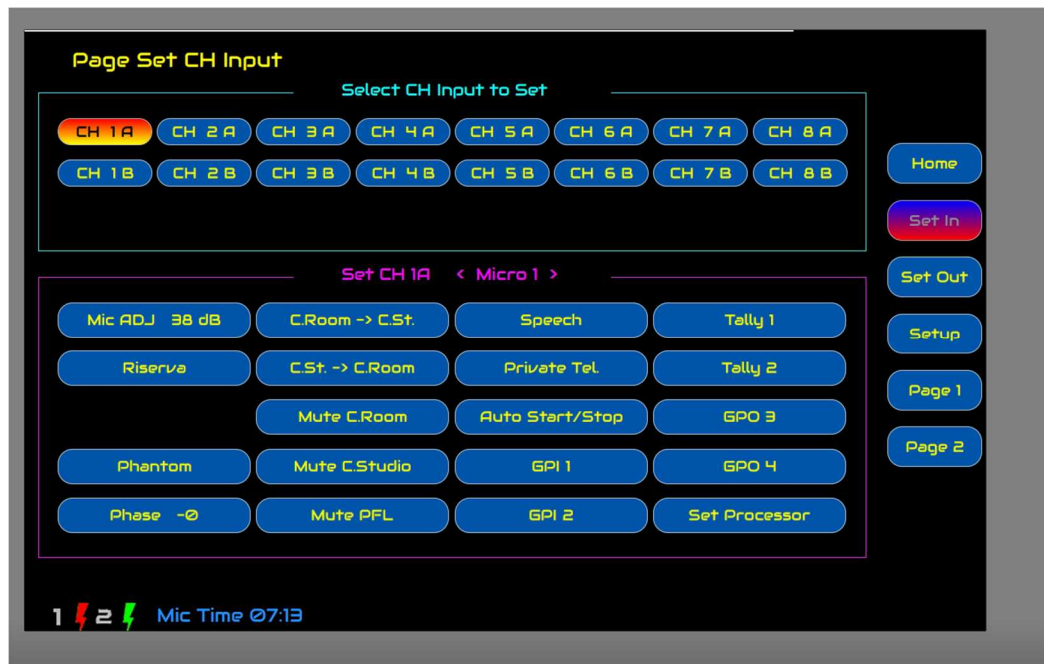 Page Set CH Input
Select CH Input to Set
CH 1 A CH 2 A CH 3 A CH 4 A CH 5 A CH 6 A CH 7 A CH 8 A
CH 1 B CH 2 B CH 3 B CH 4 B CH 5 B CH 6 B CH 7 B CH 8 B
Home
Set In
Set Out
Setup
Page 1
Page 2
Set CH 1A < Micro 1 >
Mic ADJ 38 dB C.Room -> C.St. Speech Tally 1
Riserva C.St. -> C.Room Private Tel. Tally 2
Mute C.Room Auto Start/Stop GPO 3
Phantom Mute C.Studio GPI 1 GPO 4
Phase -0 Mute PFL GPI 2 Set Processor
1 2 Mic Time 07:13